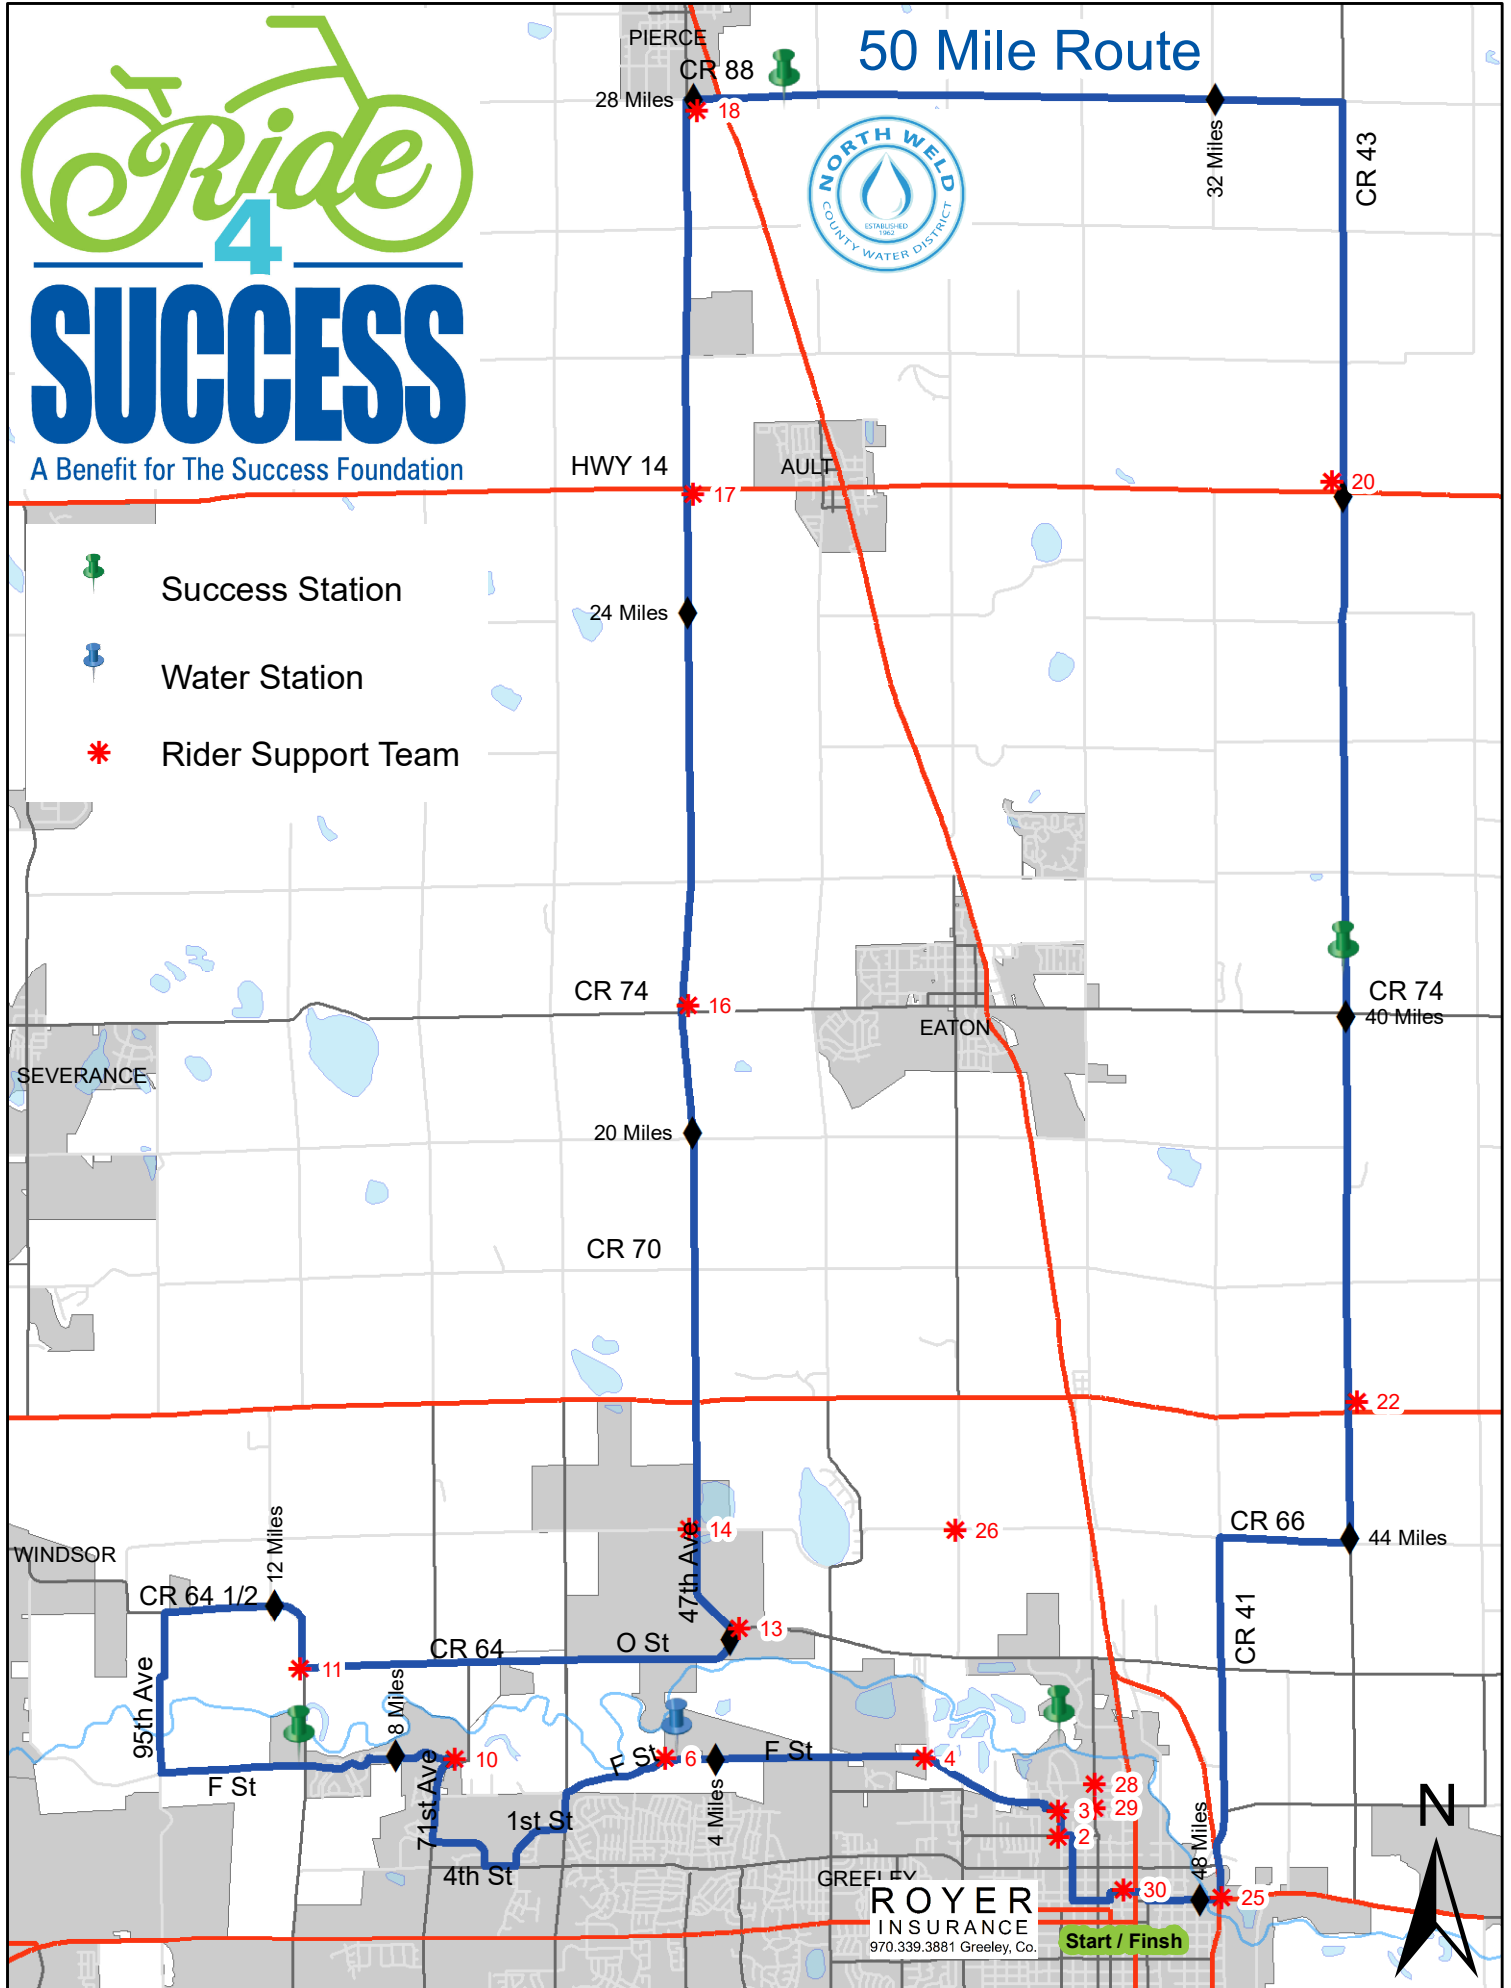 PIERCE
50 Mile Route
CR 88
28 Miles
18
32 Miles
CR 43
Ride
4
SUCCESS
A Benefit for The Success Foundation
NORTH WELD
COUNTY WATER DISTRICT
ESTABLISHED
1962
HWY 14
AULT
17
20
Success Station
24 Miles
Water Station
Rider Support Team
CR 74
16
CR 74
40 Miles
EATON
SEVERANCE
20 Miles
CR 70
22
14
26
CR 66
44 Miles
WINDSOR
12 Miles
CR 64 1/2
47th Ave
13
O St
CR 64
11
CR 41
95th Ave
8 Miles
F St
71st Ave
10
F St
6
F St
4
4 Miles
28
29
3
2
1st St
4th St
48 Miles
N
GREELEY
30
25
ROYER
INSURANCE
970.339.3881 Greeley, Co.
Start / Finsh